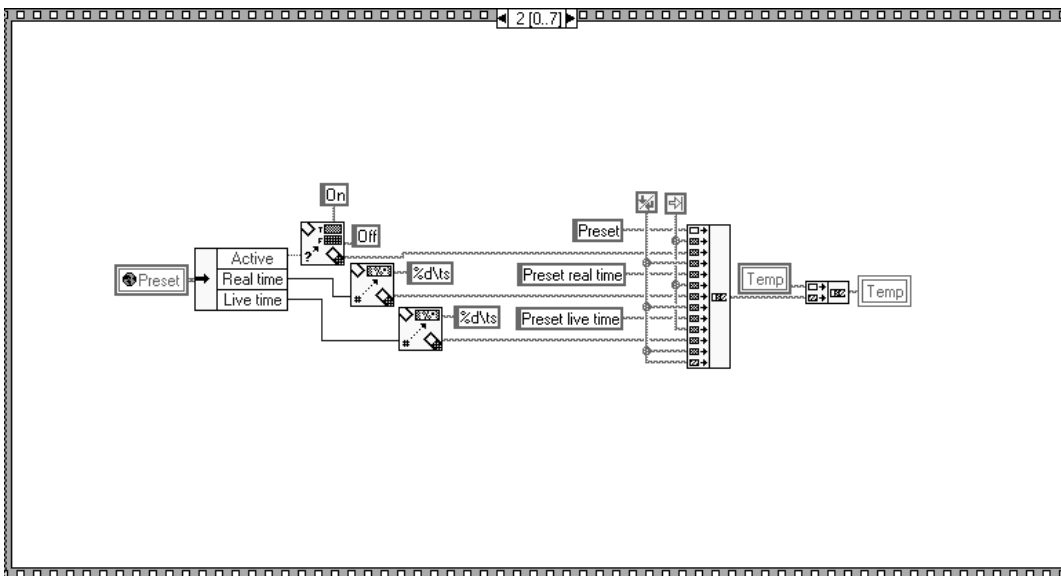 2 [0..7]
On
Off
Preset
Active
Real time
Live time
%d\ts
%d\ts
Preset
Preset real time
Preset live time
Temp
Temp